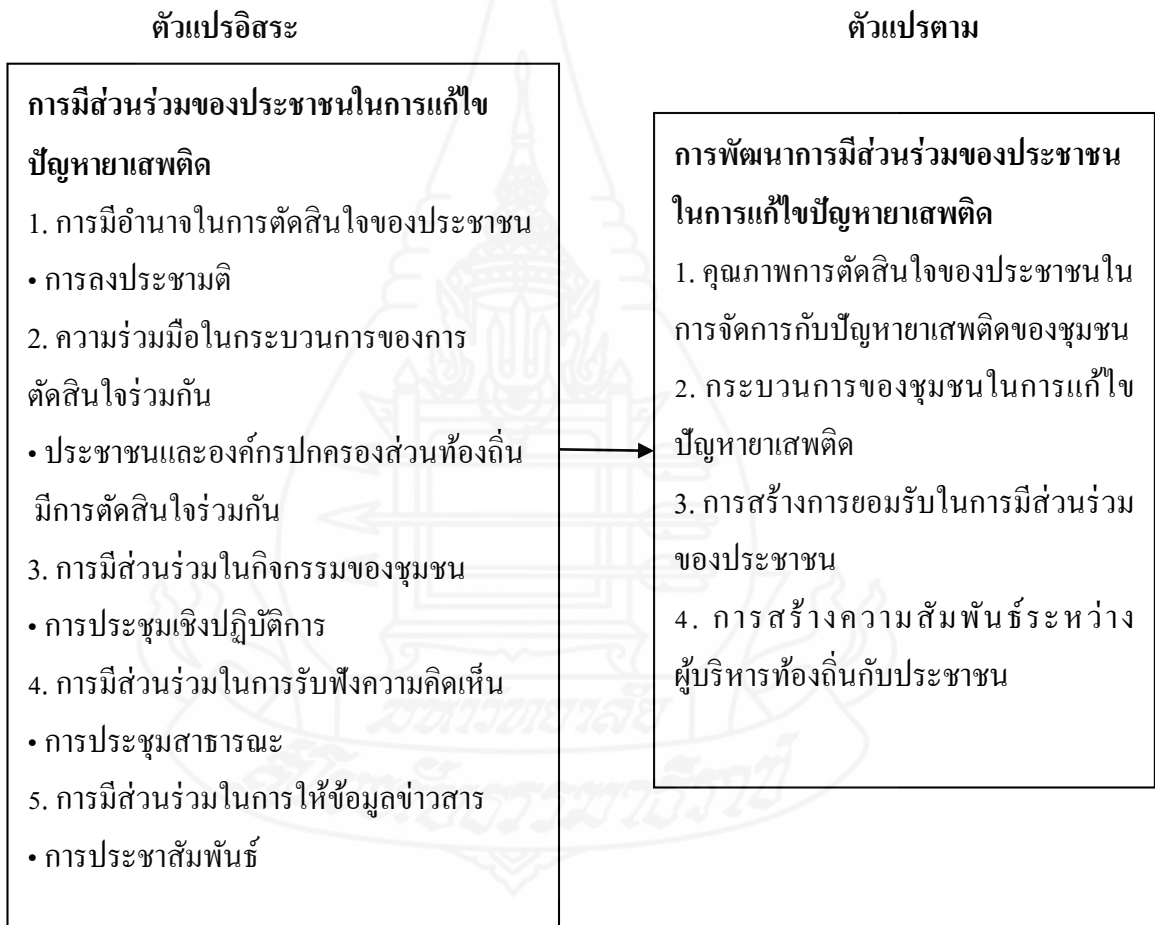 ตัวแปรอิสระ
ตัวแปรตาม
การมีส่วนร่วมของประชาชนในการแก้ไข
ปัญหายาเสพติด
1. การมีอำนาจในการตัดสินใจของประชาชน
• การลงประชามติ
2. ความร่วมมือในกระบวนการของการ
ตัดสินใจร่วมกัน
• ประชาชนและองค์กรปกครองส่วนท้องถิ่น
มีการตัดสินใจร่วมกัน
3. การมีส่วนร่วมในกิจกรรมของชุมชน
• การประชุมเชิงปฏิบัติการ
4. การมีส่วนร่วมในการรับฟังความคิดเห็น
• การประชุมสาธารณะ
5. การมีส่วนร่วมในการให้ข้อมูลข่าวสาร
• การประชาสัมพันธ์
การพัฒนาการมีส่วนร่วมของประชาชน
ในการแก้ไขปัญหายาเสพติด
1. คุณภาพการตัดสินใจของประชาชนใน
การจัดการกับปัญหายาเสพติดของชุมชน
2. กระบวนการของชุมชนในการแก้ไข
ปัญหายาเสพติด
3. การสร้างการยอมรับในการมีส่วนร่วม
ของประชาชน
4. การสร้างความสัมพันธ์ระหว่าง
ผู้บริหารท้องถิ่นกับประชาชน
มหาวิทยาลัย
สุโขทัยธรรมาธิราช